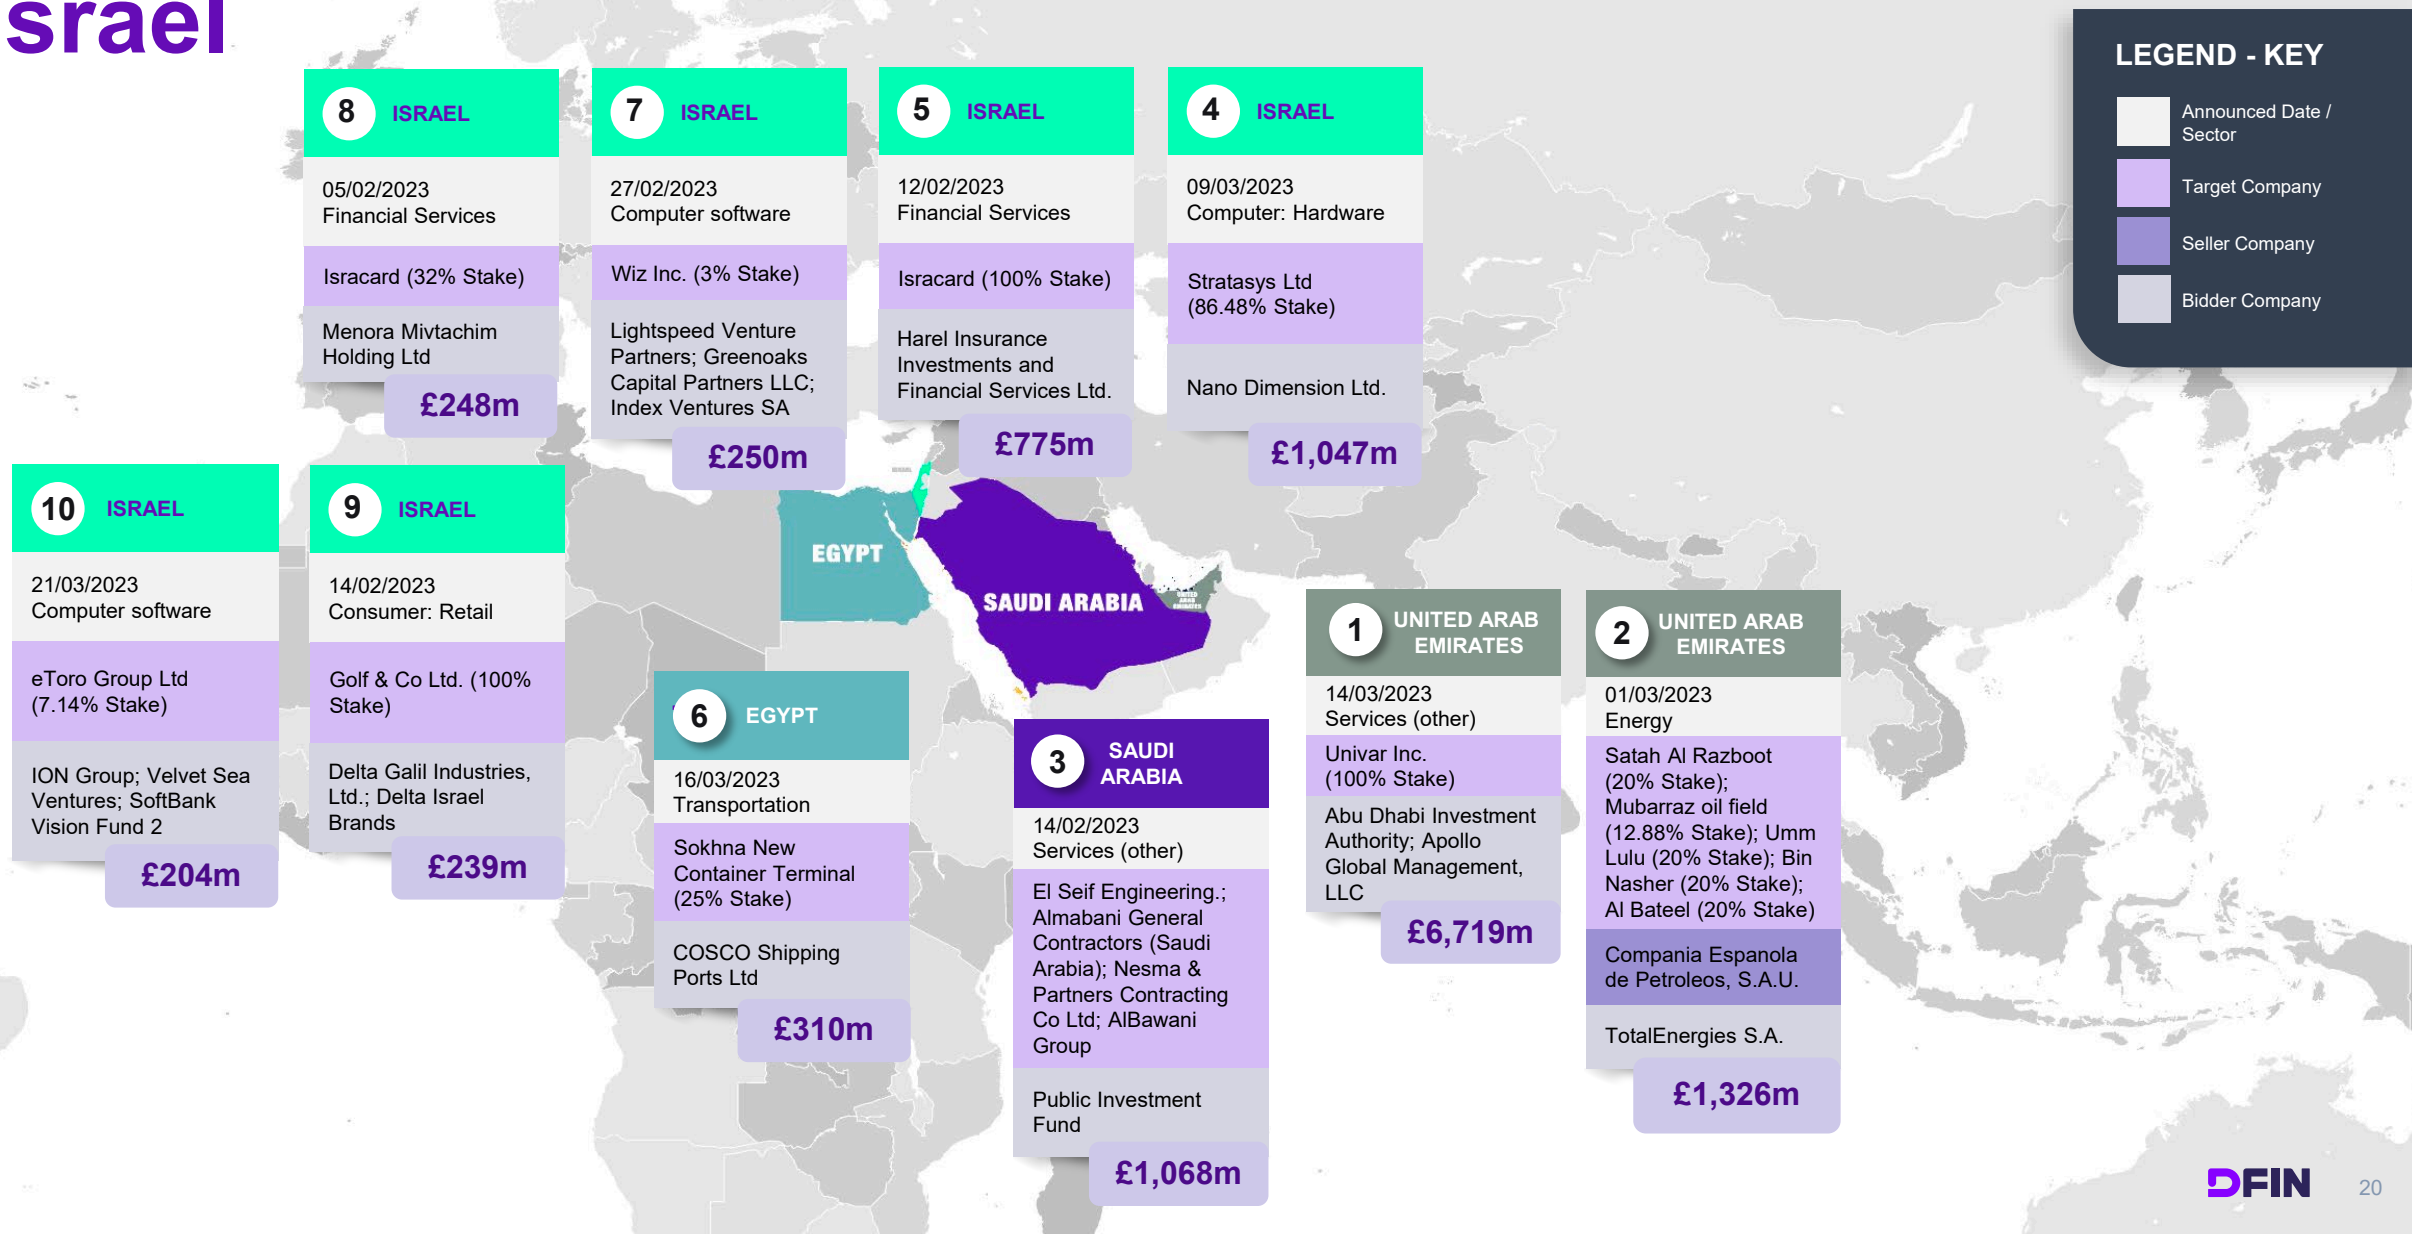 srael
LEGEND - KEY
Announced Date /
Sector
Target Company
Seller Company
Bidder Company
8 ISRAEL
05/02/2023
Financial Services
Isracard (32% Stake)
Menora Mivtachim
Holding Ltd
£248m
7 ISRAEL
27/02/2023
Computer software
Wiz Inc. (3% Stake)
Lightspeed Venture
Partners; Greenoaks
Capital Partners LLC;
Index Ventures SA
£250m
5 ISRAEL
12/02/2023
Financial Services
Isracard (100% Stake)
Harel Insurance
Investments and
Financial Services Ltd.
£775m
4 ISRAEL
09/03/2023
Computer: Hardware
Stratasys Ltd
(86.48% Stake)
Nano Dimension Ltd.
£1,047m
10 ISRAEL
21/03/2023
Computer software
eToro Group Ltd
(7.14% Stake)
ION Group; Velvet Sea
Ventures; SoftBank
Vision Fund 2
£204m
9 ISRAEL
14/02/2023
Consumer: Retail
Golf & Co Ltd. (100%
Stake)
Delta Galil Industries,
Ltd.; Delta Israel
Brands
£239m
EGYPT
SAUDI ARABIA
UNITED
ARAB
EMIRATES
6 EGYPT
16/03/2023
Transportation
Sokhna New
Container Terminal
(25% Stake)
COSCO Shipping
Ports Ltd
£310m
3 SAUDI
ARABIA
14/02/2023
Services (other)
El Seif Engineering.;
Almabani General
Contractors (Saudi
Arabia); Nesma &
Partners Contracting
Co Ltd; AlBawani
Group
Public Investment
Fund
£1,068m
1 UNITED ARAB
EMIRATES
14/03/2023
Services (other)
Univar Inc.
(100% Stake)
Abu Dhabi Investment
Authority; Apollo
Global Management,
LLC
£6,719m
2 UNITED ARAB
EMIRATES
01/03/2023
Energy
Satah Al Razboot
(20% Stake);
Mubarraz oil field
(12.88% Stake); Umm
Lulu (20% Stake); Bin
Nasher (20% Stake);
Al Bateel (20% Stake)
Compania Espanola
de Petroleos, S.A.U.
TotalEnergies S.A.
£1,326m
DFIN
20